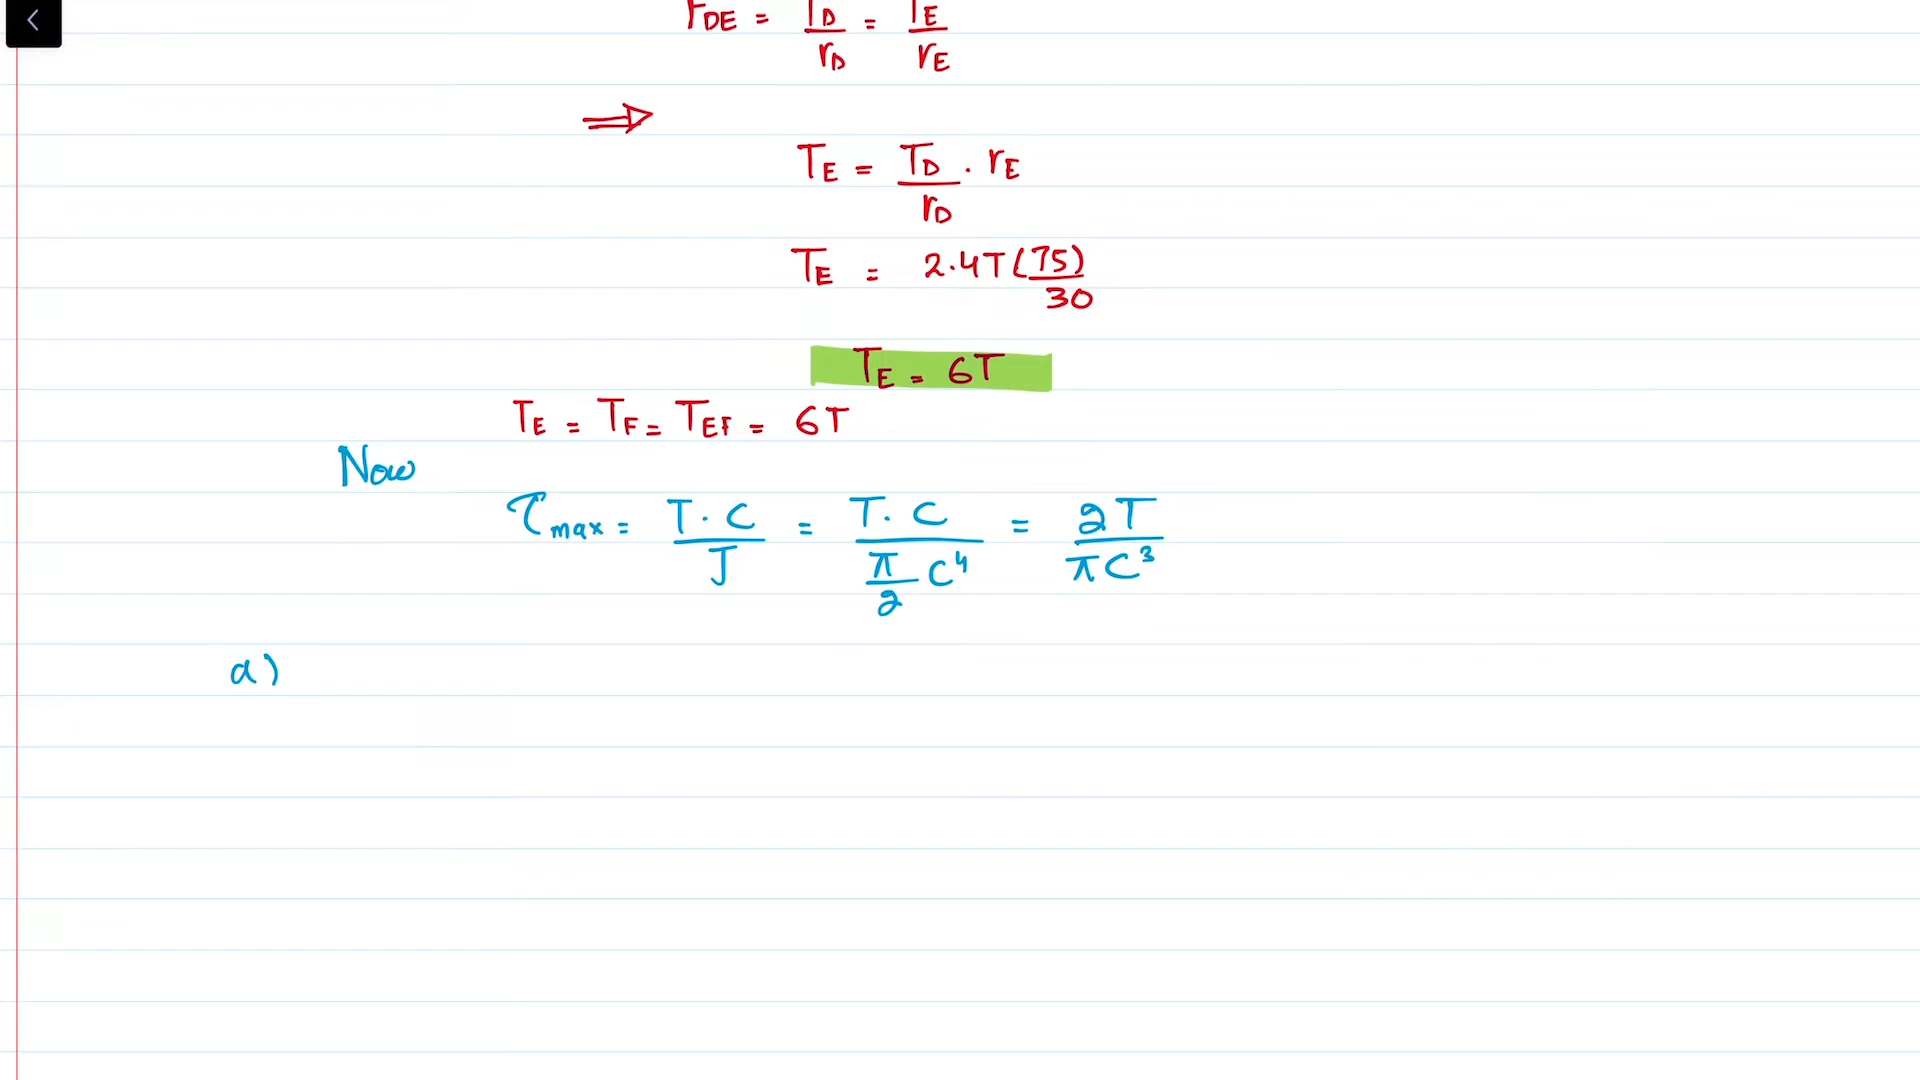 F_DE = T_D/r_D = T_E/r_E
⇒
T_E = T_D/r_D · r_E
T_E = 2.4T(75)/30
T_E = 6T
T_E = T_F = T_EF = 6T
Now
τ_max = T·C/J = T·C/(π/2 C⁴) = 2T/πC³
a)